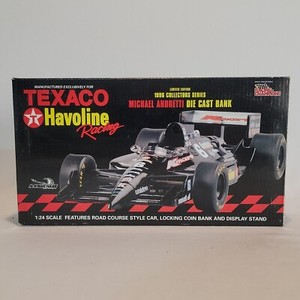 MANUFACTURED EXCLUSIVELY FOR
TEXACO
Havoline
Racing
LIMITED EDITION
1996 COLLECTORS SERIES
MICHAEL ANDRETTI DIE CAST BANK
1:24 SCALE FEATURES ROAD COURSE STYLE CAR, LOCKING COIN BANK AND DISPLAY STAND